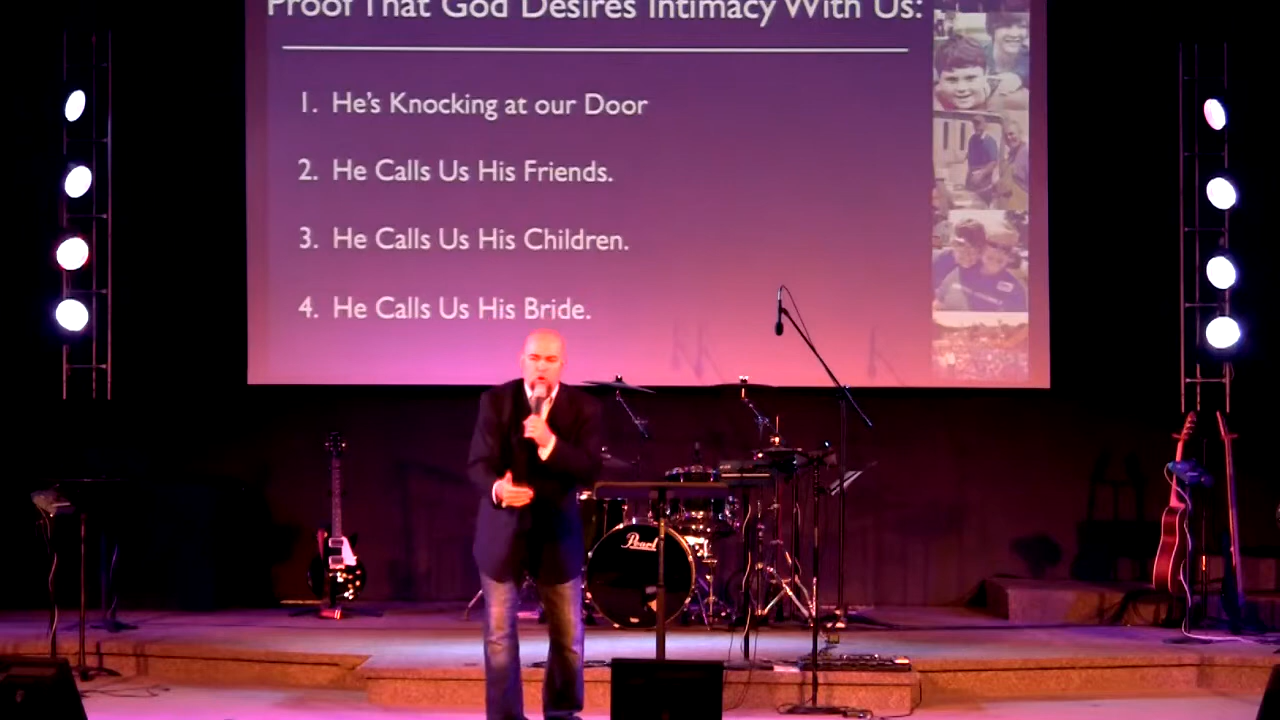 Proof That God Desires Intimacy With Us:
1. He's Knocking at our Door
2. He Calls Us His Friends.
3. He Calls Us His Children.
4. He Calls Us His Bride.
Pearl